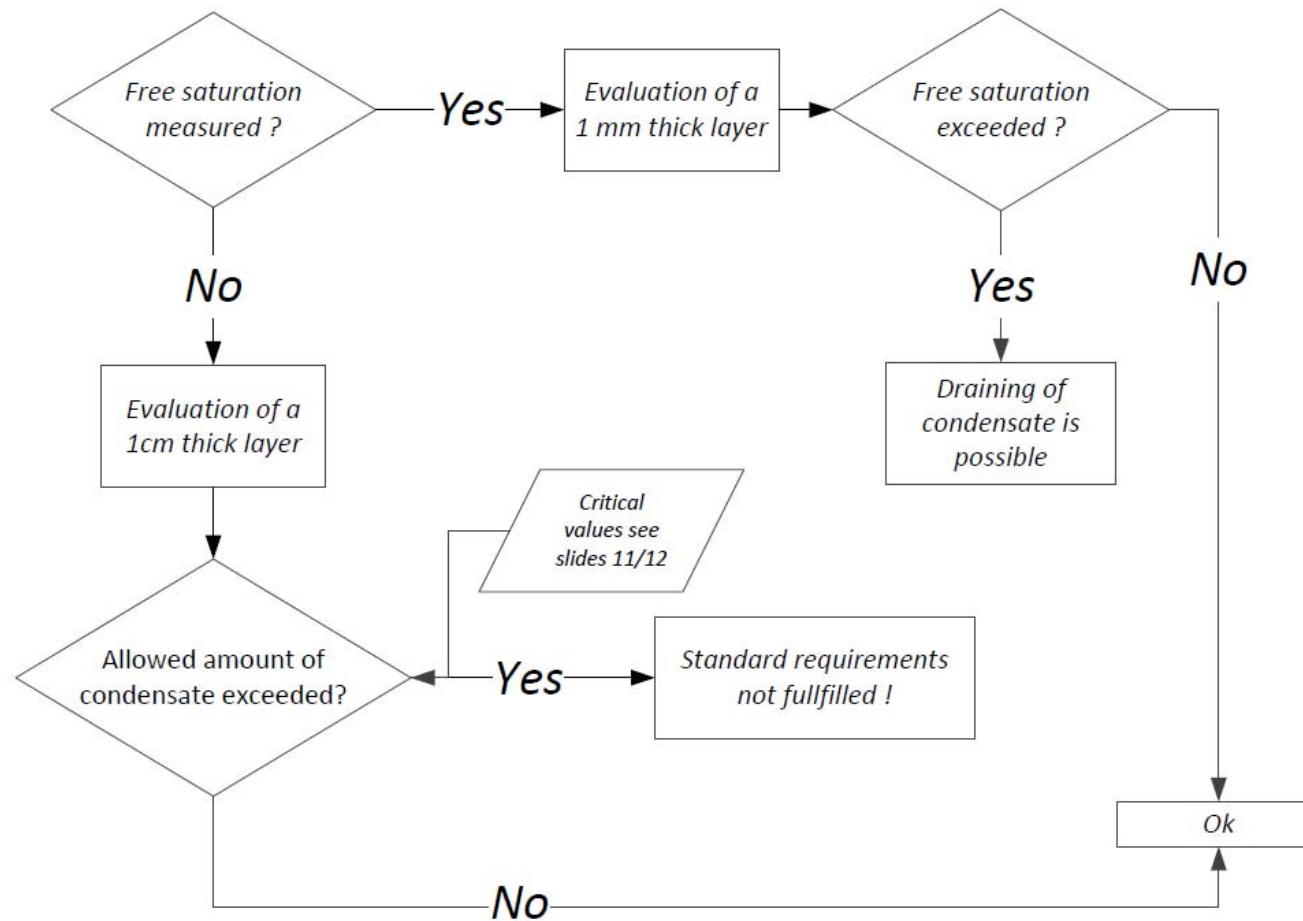 Free saturation
measured ?
Yes
Evaluation of a
1 mm thick layer
Free saturation
exceeded ?
No
Yes
No
Evaluation of a
1cm thick layer
Draining of
condensate is
possible
Critical
values see
slides 11/12
Allowed amount of
condensate exceeded?
Yes
Standard requirements
not fullfilled !
Ok
No